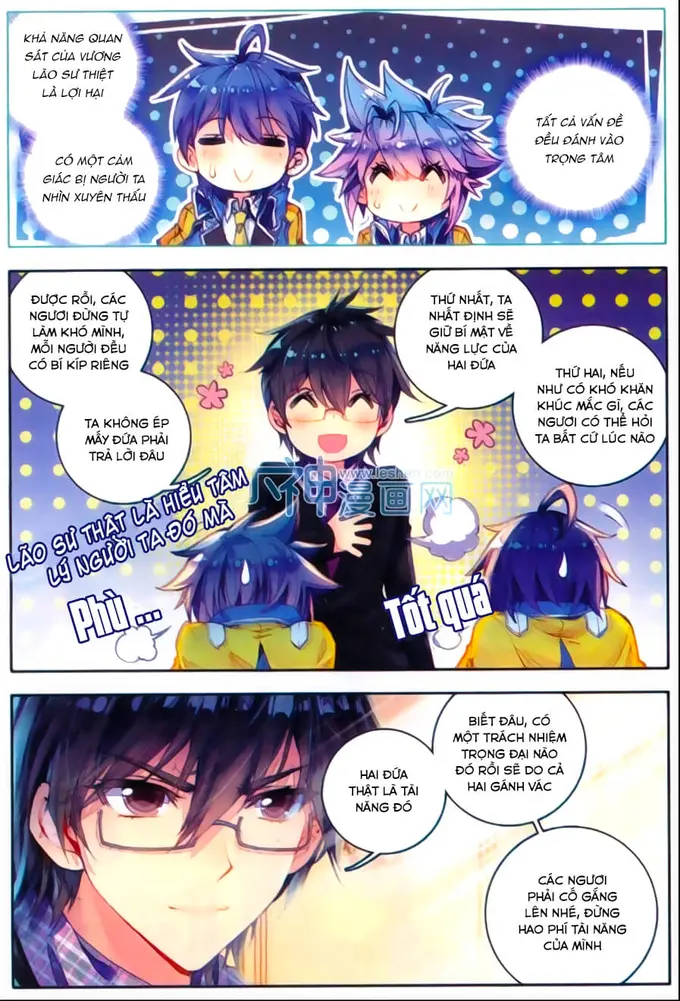 KHẢ NĂNG QUAN
SÁT CỦA VƯƠNG
LÃO SƯ THIỆT
LÀ LỢI HẠI
TẤT CẢ VẤN ĐỀ
ĐỀU ĐÁNH VÀO
TRỌNG TÂM
CÓ MỘT CẢM
GIÁC BỊ NGƯỜI TA
NHÌN XUYÊN THẤU
ĐƯỢC RỒI, CÁC
NGƯƠI ĐỪNG TỰ
LÀM KHÓ MÌNH,
MỖI NGƯỜI ĐỀU
CÓ BÍ KÍP RIÊNG
TA KHÔNG ÉP
MẤY ĐỨA PHẢI
TRẢ LỜI ĐÂU
THỨ NHẤT, TA
NHẤT ĐỊNH SẼ
GIỮ BÍ MẬT VỀ
NĂNG LỰC CỦA
HAI ĐỨA
THỨ HAI, NẾU
NHƯ CÓ KHÓ KHĂN
KHÚC MẮC GÌ, CÁC
NGƯƠI CÓ THỂ HỎI
TA BẤT CỨ LÚC NÀO
www.leshen.com
神漫画网
LÃO SƯ THẬT LÀ HIỂU TÂM
LÝ NGƯỜI TA ĐÓ MÀ
Phù ...
Tốt quá
BIẾT ĐÂU, CÓ
MỘT TRÁCH NHIỆM
TRỌNG ĐẠI NÀO
ĐÓ RỒI SẼ DO CẢ
HAI GÁNH VÁC
HAI ĐỨA
THẬT LÀ TÀI
NĂNG ĐÓ
CÁC NGƯƠI
PHẢI CỐ GẮNG
LÊN NHÉ, ĐỪNG
HAO PHÍ TÀI NĂNG
CỦA MÌNH